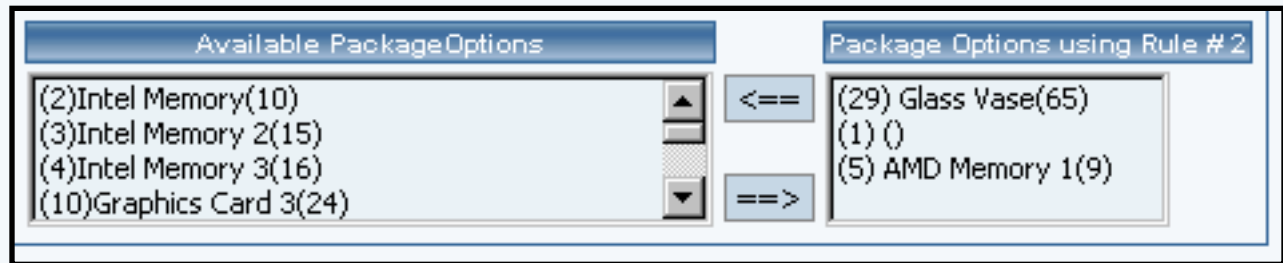 Available PackageOptions
Package Options using Rule # 2
(2)Intel Memory(10)
(3)Intel Memory 2(15)
(4)Intel Memory 3(16)
(10)Graphics Card 3(24)
<==
==>
(29) Glass Vase(65)
(1) ()
(5) AMD Memory 1(9)